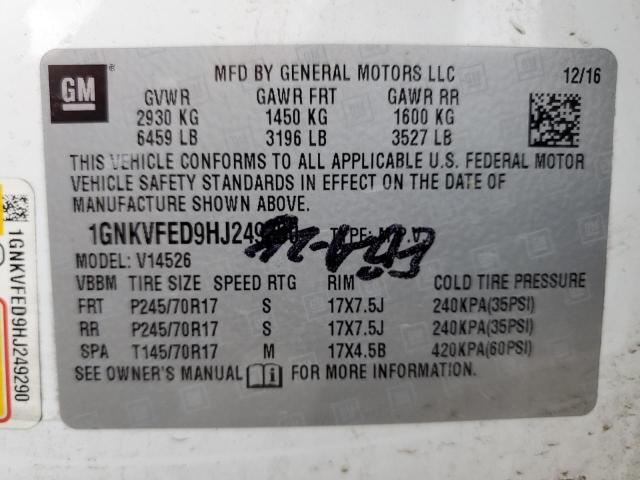 GM
MFD BY GENERAL MOTORS LLC 12/16
GVWR GAWR FRT GAWR RR
2930 KG 1450 KG 1600 KG
6459 LB 3196 LB 3527 LB
THIS VEHICLE CONFORMS TO ALL APPLICABLE U.S. FEDERAL MOTOR
VEHICLE SAFETY STANDARDS IN EFFECT ON THE DATE OF
MANUFACTURE SHOWN ABOVE.
TYPE:
MODEL: V14526
VBBM TIRE SIZE SPEED RTG RIM COLD TIRE PRESSURE
FRT P245/70R17 S 17X7.5J 240KPA(35PSI)
RR P245/70R17 S 17X7.5J 240KPA(35PSI)
SPA T145/70R17 M 17X4.5B 420KPA(60PSI)
SEE OWNER'S MANUAL FOR MORE INFORMATION.
1GNKVFED9HJ249290